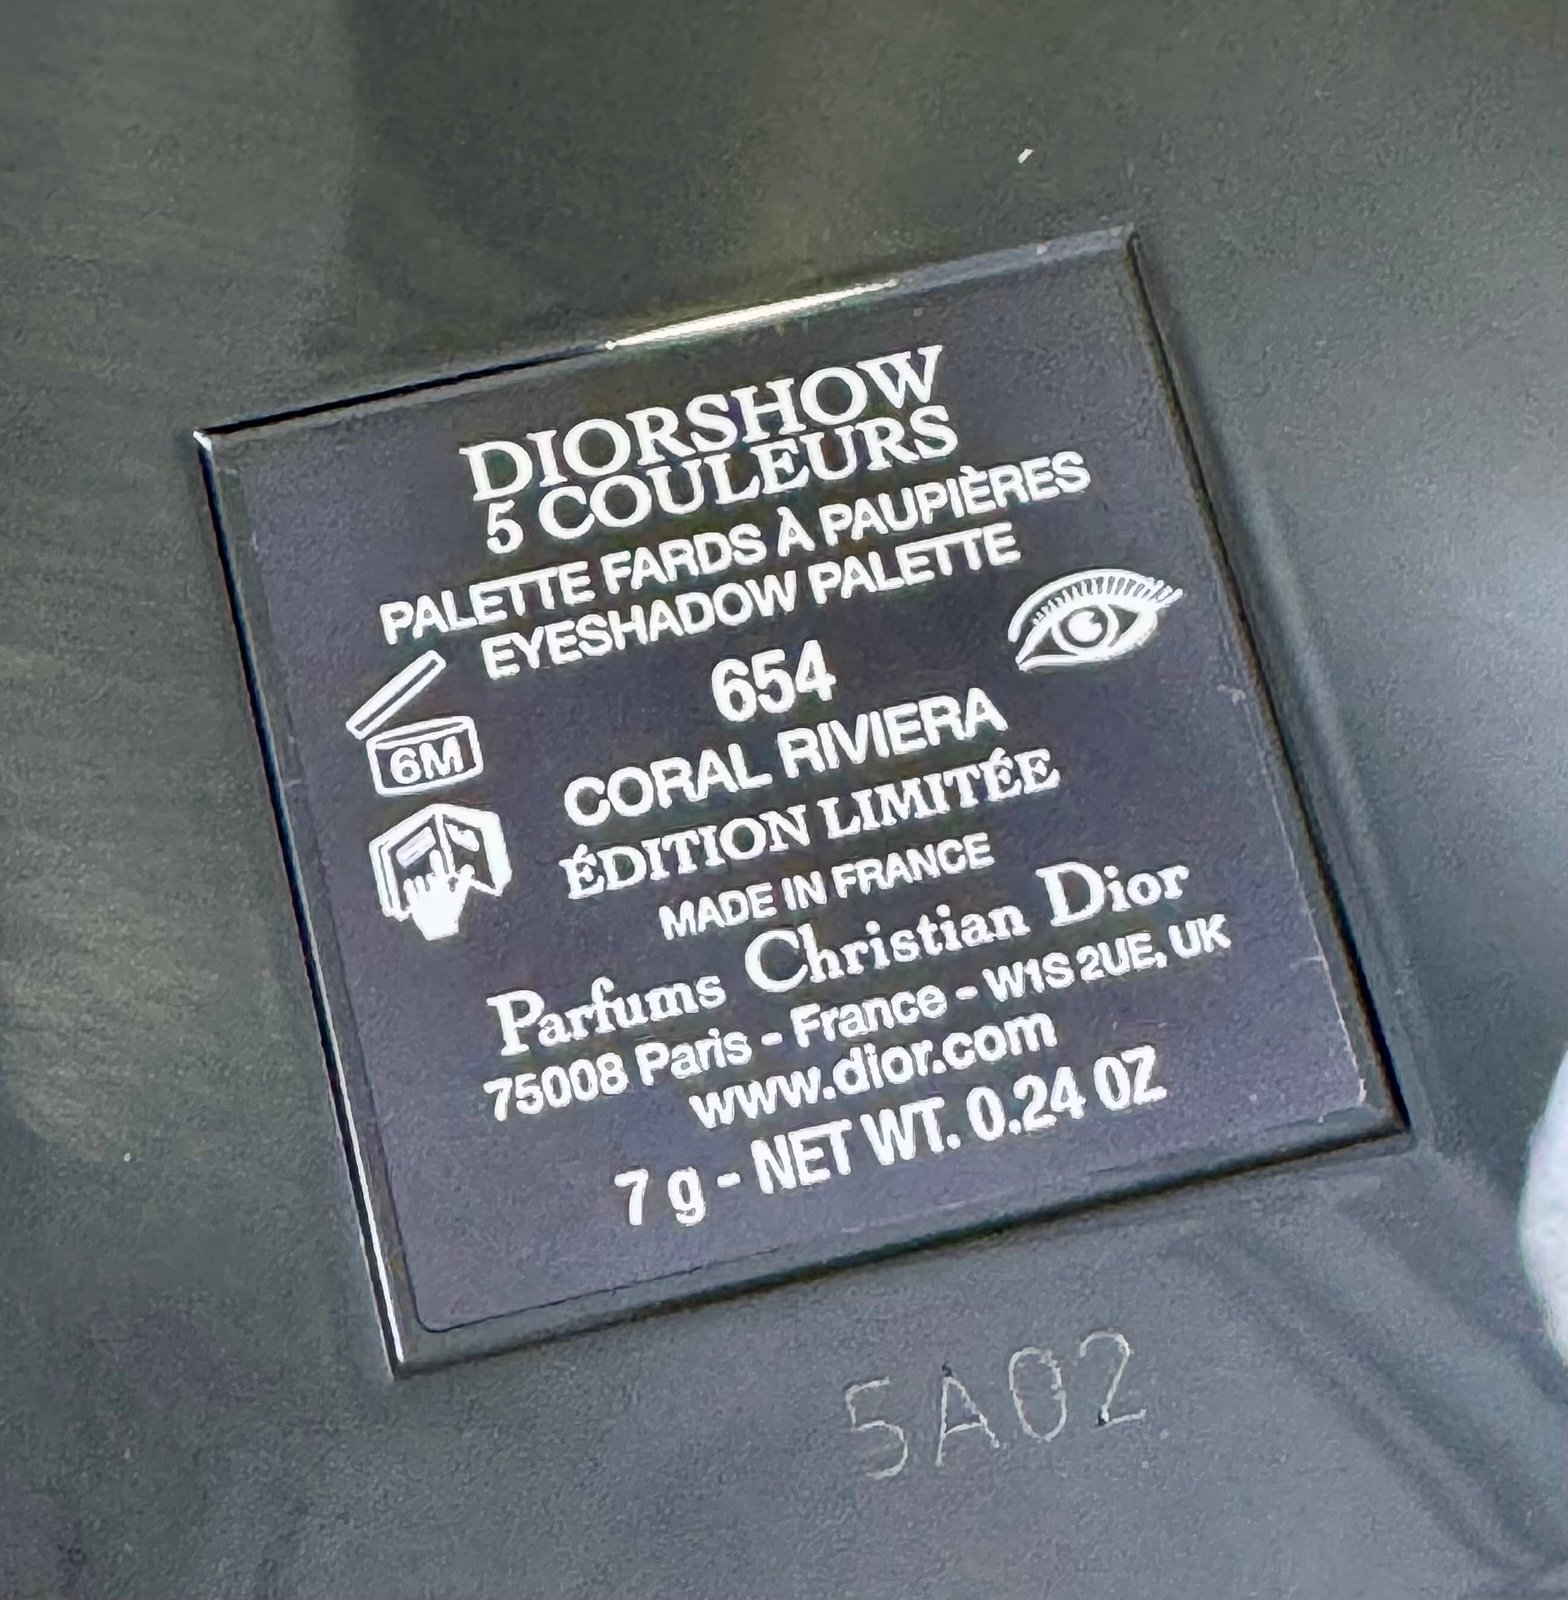 DIORSHOW
5 COULEURS
PALETTE FARDS À PAUPIÈRES
EYESHADOW PALETTE
654
6M
CORAL RIVIERA
ÉDITION LIMITÉE
MADE IN FRANCE
Parfums Christian Dior
75008 Paris - France - W1S 2UE, UK
www.dior.com
7 g - NET WT. 0.24 OZ
5A02